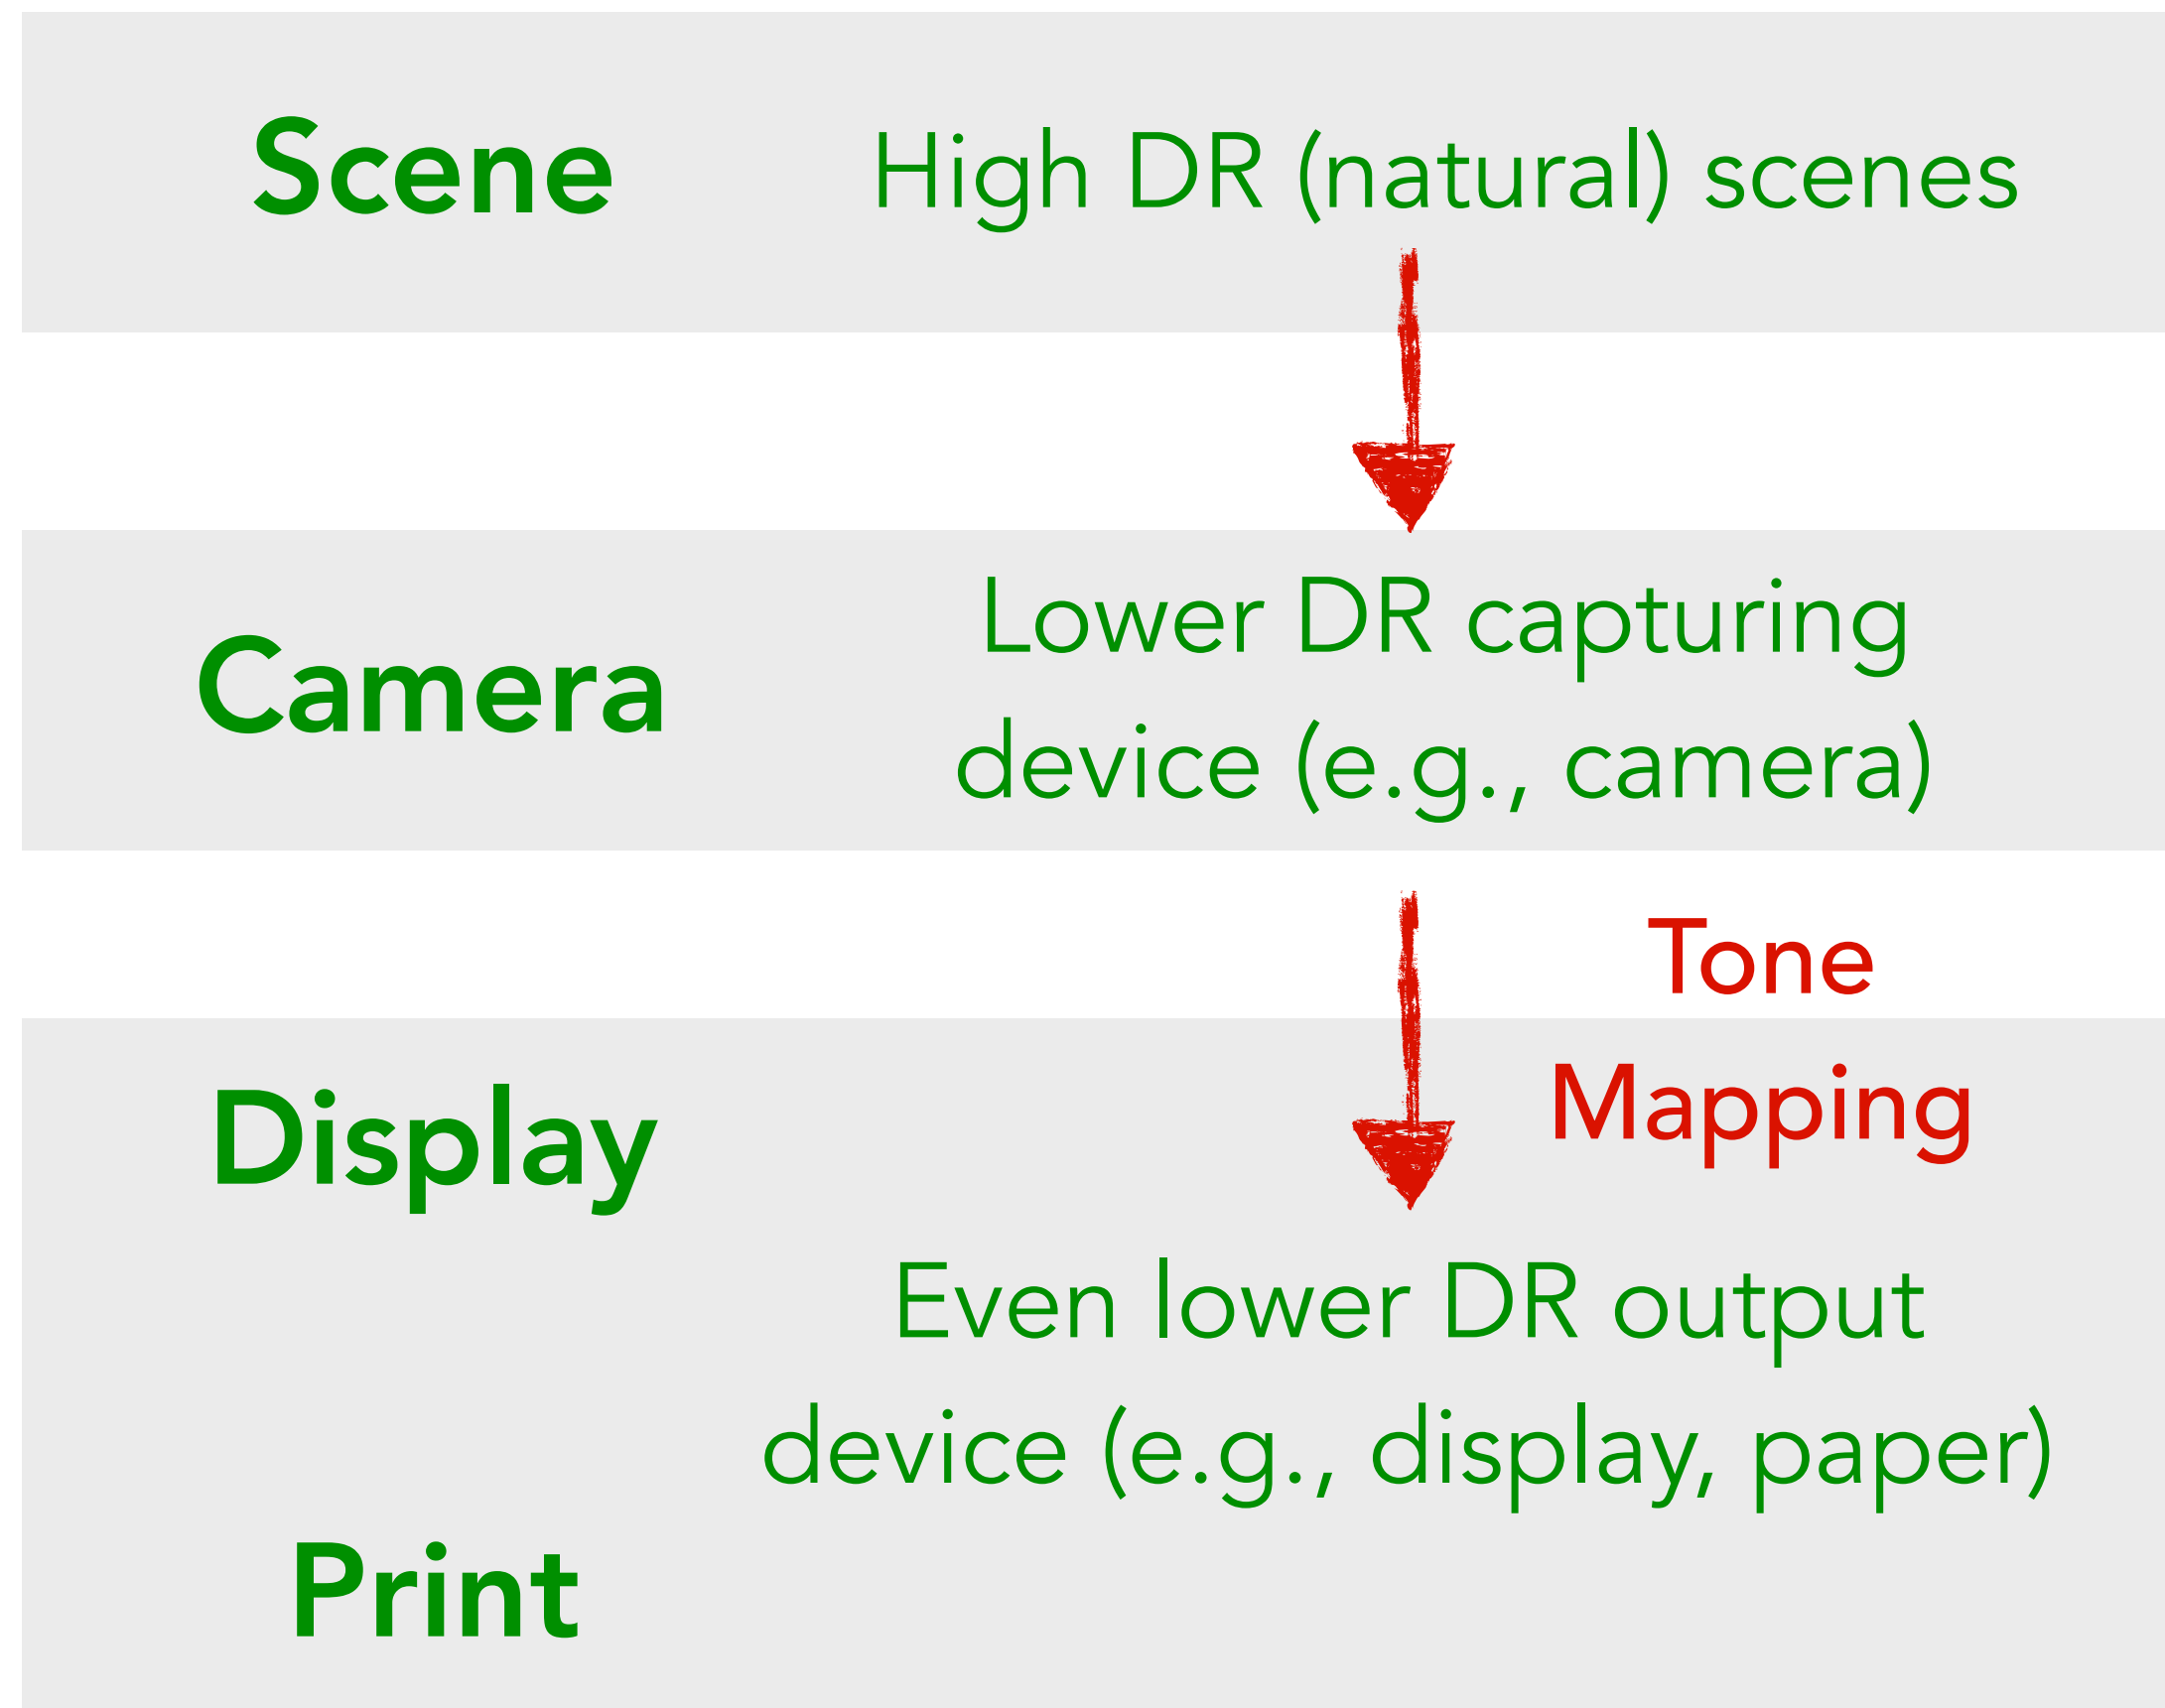 Scene
High DR (natural) scenes
Camera
Lower DR capturing
device (e.g., camera)
Tone
Mapping
Display
Even lower DR output
device (e.g., display, paper)
Print